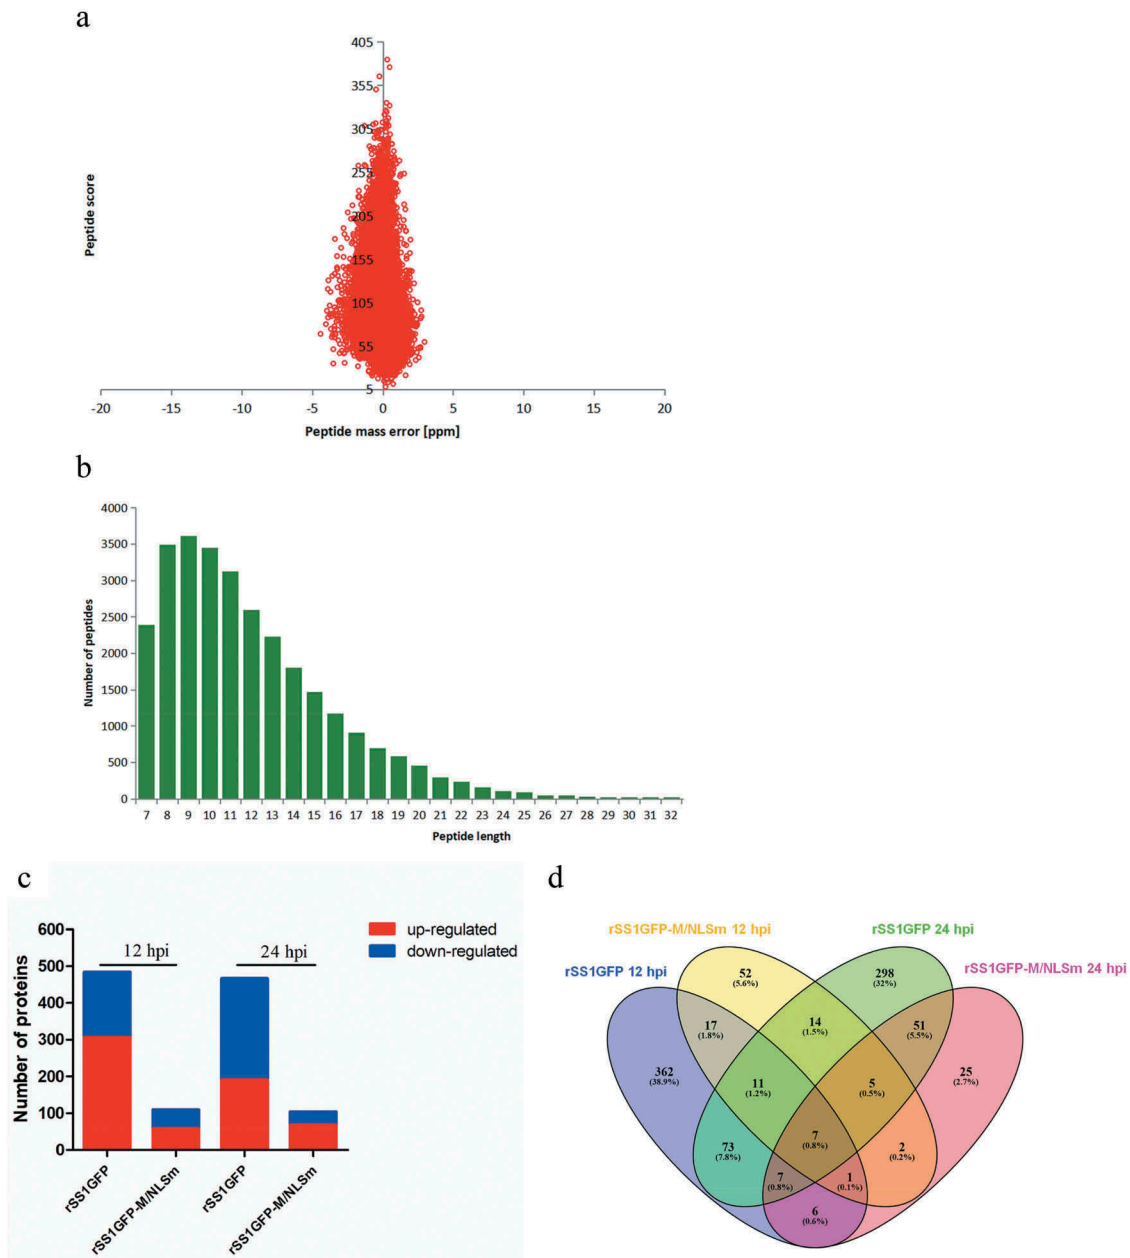 a
405
355
305
255
205
155
105
55
5
Peptide score
-20 -15 -10 -5 0 5 10 15 20
Peptide mass error [ppm]
b
4000
3500
3000
2500
2000
1500
1000
500
0
Number of peptides
7 8 9 10 11 12 13 14 15 16 17 18 19 20 21 22 23 24 25 26 27 28 29 30 31 32
Peptide length
c
600
500
400
300
200
100
0
Number of proteins
12 hpi 24 hpi
up-regulated
down-regulated
rSS1GFP
rSS1GFP-M/NLSm
rSS1GFP
rSS1GFP-M/NLSm
d
rSS1GFP-M/NLSm 12 hpi rSS1GFP 24 hpi
rSS1GFP 12 hpi rSS1GFP-M/NLSm 24 hpi
52 298
(5.6%) (32%)
17 14 51
(1.8%) (1.5%) (5.5%)
362 11 5 25
(38.9%) (1.2%) (0.5%) (2.7%)
73 7 2
(7.8%) (0.8%) (0.2%)
7 1
(0.8%) (0.1%)
6
(0.6%)